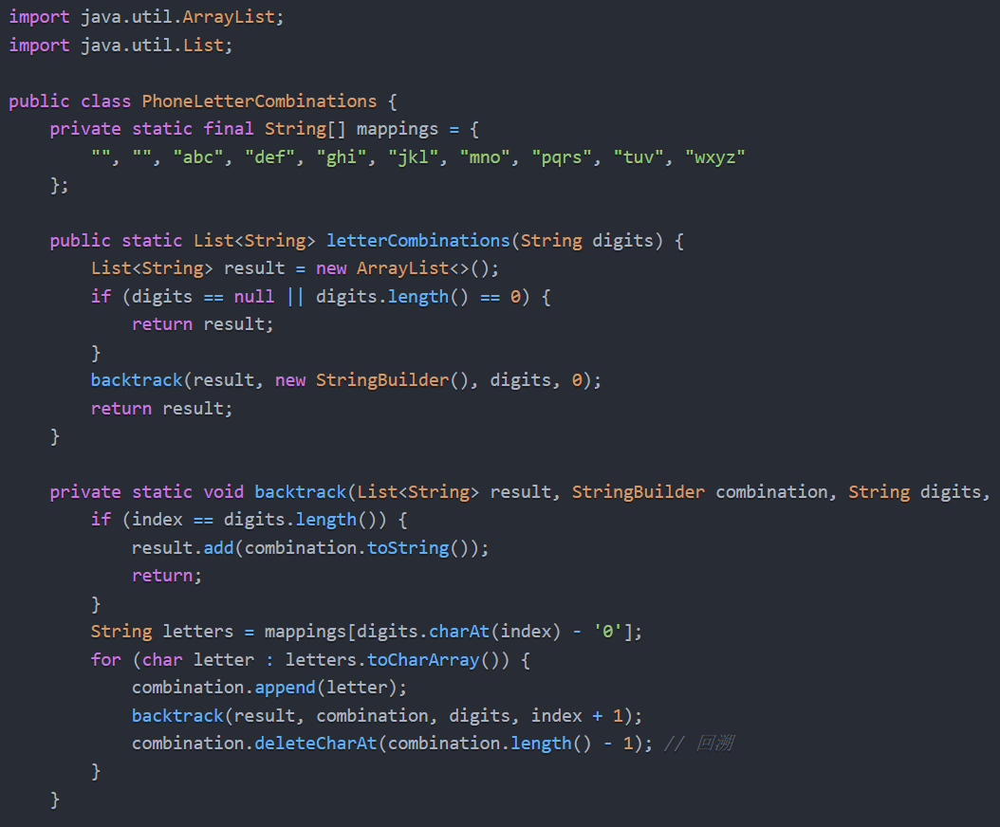 import java.util.ArrayList;
import java.util.List;

public class PhoneLetterCombinations {
    private static final String[] mappings = {
        "", "", "abc", "def", "ghi", "jkl", "mno", "pqrs", "tuv", "wxyz"
    };

    public static List<String> letterCombinations(String digits) {
        List<String> result = new ArrayList<>();
        if (digits == null || digits.length() == 0) {
            return result;
        }
        backtrack(result, new StringBuilder(), digits, 0);
        return result;
    }

    private static void backtrack(List<String> result, StringBuilder combination, String digits,
        if (index == digits.length()) {
            result.add(combination.toString());
            return;
        }
        String letters = mappings[digits.charAt(index) - '0'];
        for (char letter : letters.toCharArray()) {
            combination.append(letter);
            backtrack(result, combination, digits, index + 1);
            combination.deleteCharAt(combination.length() - 1); // 回溯
        }
    }